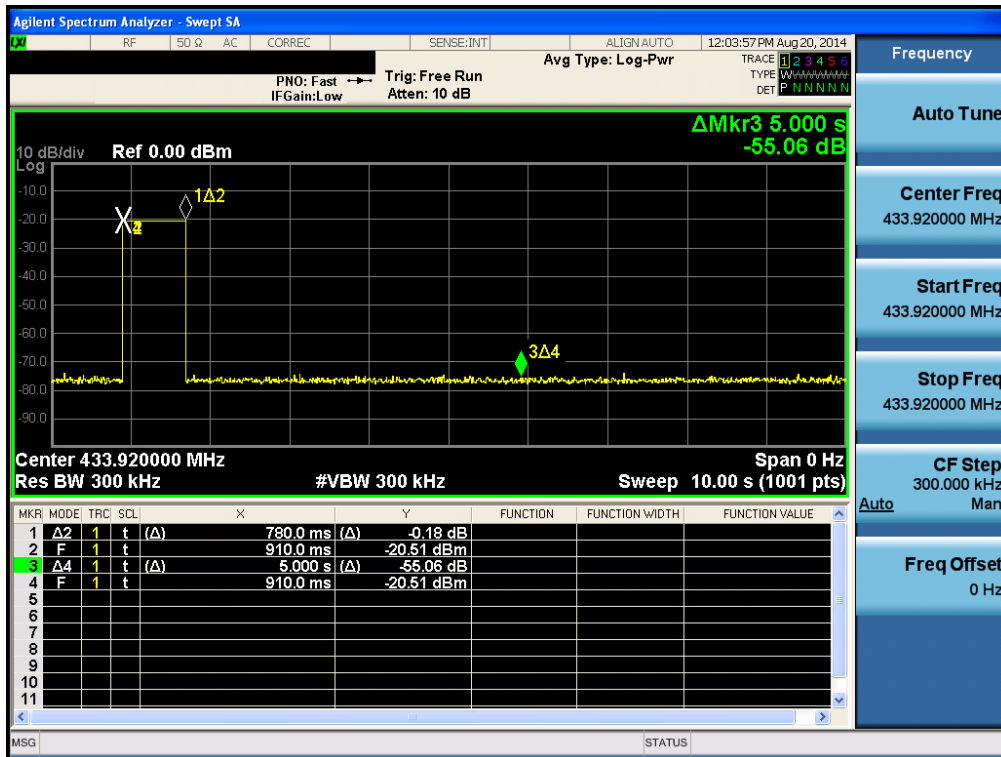 Agilent Spectrum Analyzer - Swept SA
LXI RF 50 Ω AC CORREC SENSE:INT ALIGN AUTO 12:03:57 PM Aug 20, 2014
Frequency
Avg Type: Log-Pwr
TRACE 1 2 3 4 5 6
PNO: Fast
Trig: Free Run
TYPE W
IFGain:Low
Atten: 10 dB
DET P N N N N N
Auto Tune
ΔMkr3 5.000 s
-55.06 dB
10 dB/div Ref 0.00 dBm
Log
-10.0
-20.0
-30.0
-40.0
-50.0
-60.0
-70.0
-80.0
-90.0
1Δ2
3Δ4
Center Freq
433.920000 MHz
Start Freq
433.920000 MHz
Stop Freq
433.920000 MHz
Center 433.920000 MHz Span 0 Hz
Res BW 300 kHz #VBW 300 kHz Sweep 10.00 s (1001 pts)
CF Step
300.000 kHz
Auto Man
Freq Offset
0 Hz
MKR MODE TRC SCL X Y FUNCTION FUNCTION WIDTH FUNCTION VALUE
1 Δ2 1 t (Δ) 780.0 ms (Δ) -0.18 dB
2 F 1 t 910.0 ms -20.51 dBm
3 Δ4 1 t (Δ) 5.000 s (Δ) -55.06 dB
4 F 1 t 910.0 ms -20.51 dBm
5
6
7
8
9
10
11
MSG STATUS